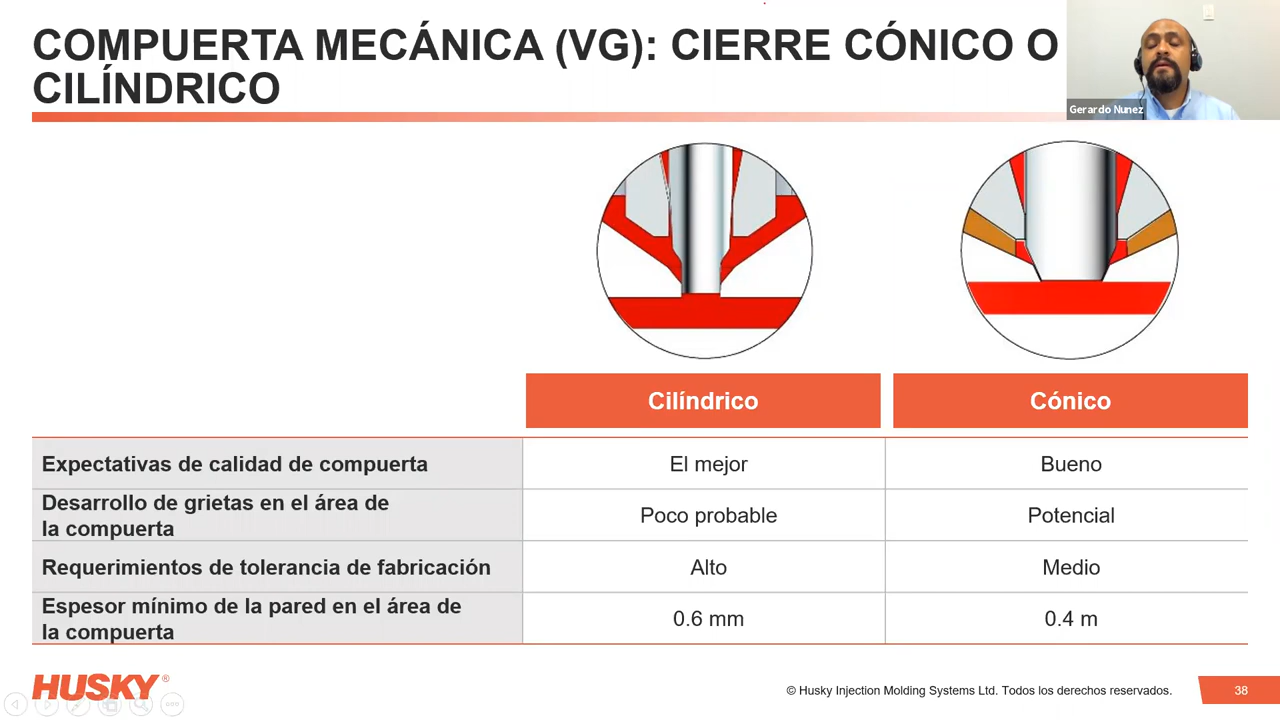 COMPUERTA MECÁNICA (VG): CIERRE CÓNICO O
CILÍNDRICO
Gerardo Nunez
Cilíndrico
Cónico
Expectativas de calidad de compuerta
El mejor
Bueno
Desarrollo de grietas en el área de
la compuerta
Poco probable
Potencial
Requerimientos de tolerancia de fabricación
Alto
Medio
Espesor mínimo de la pared en el área de
la compuerta
0.6 mm
0.4 m
HUSKY®
© Husky Injection Molding Systems Ltd. Todos los derechos reservados.
38